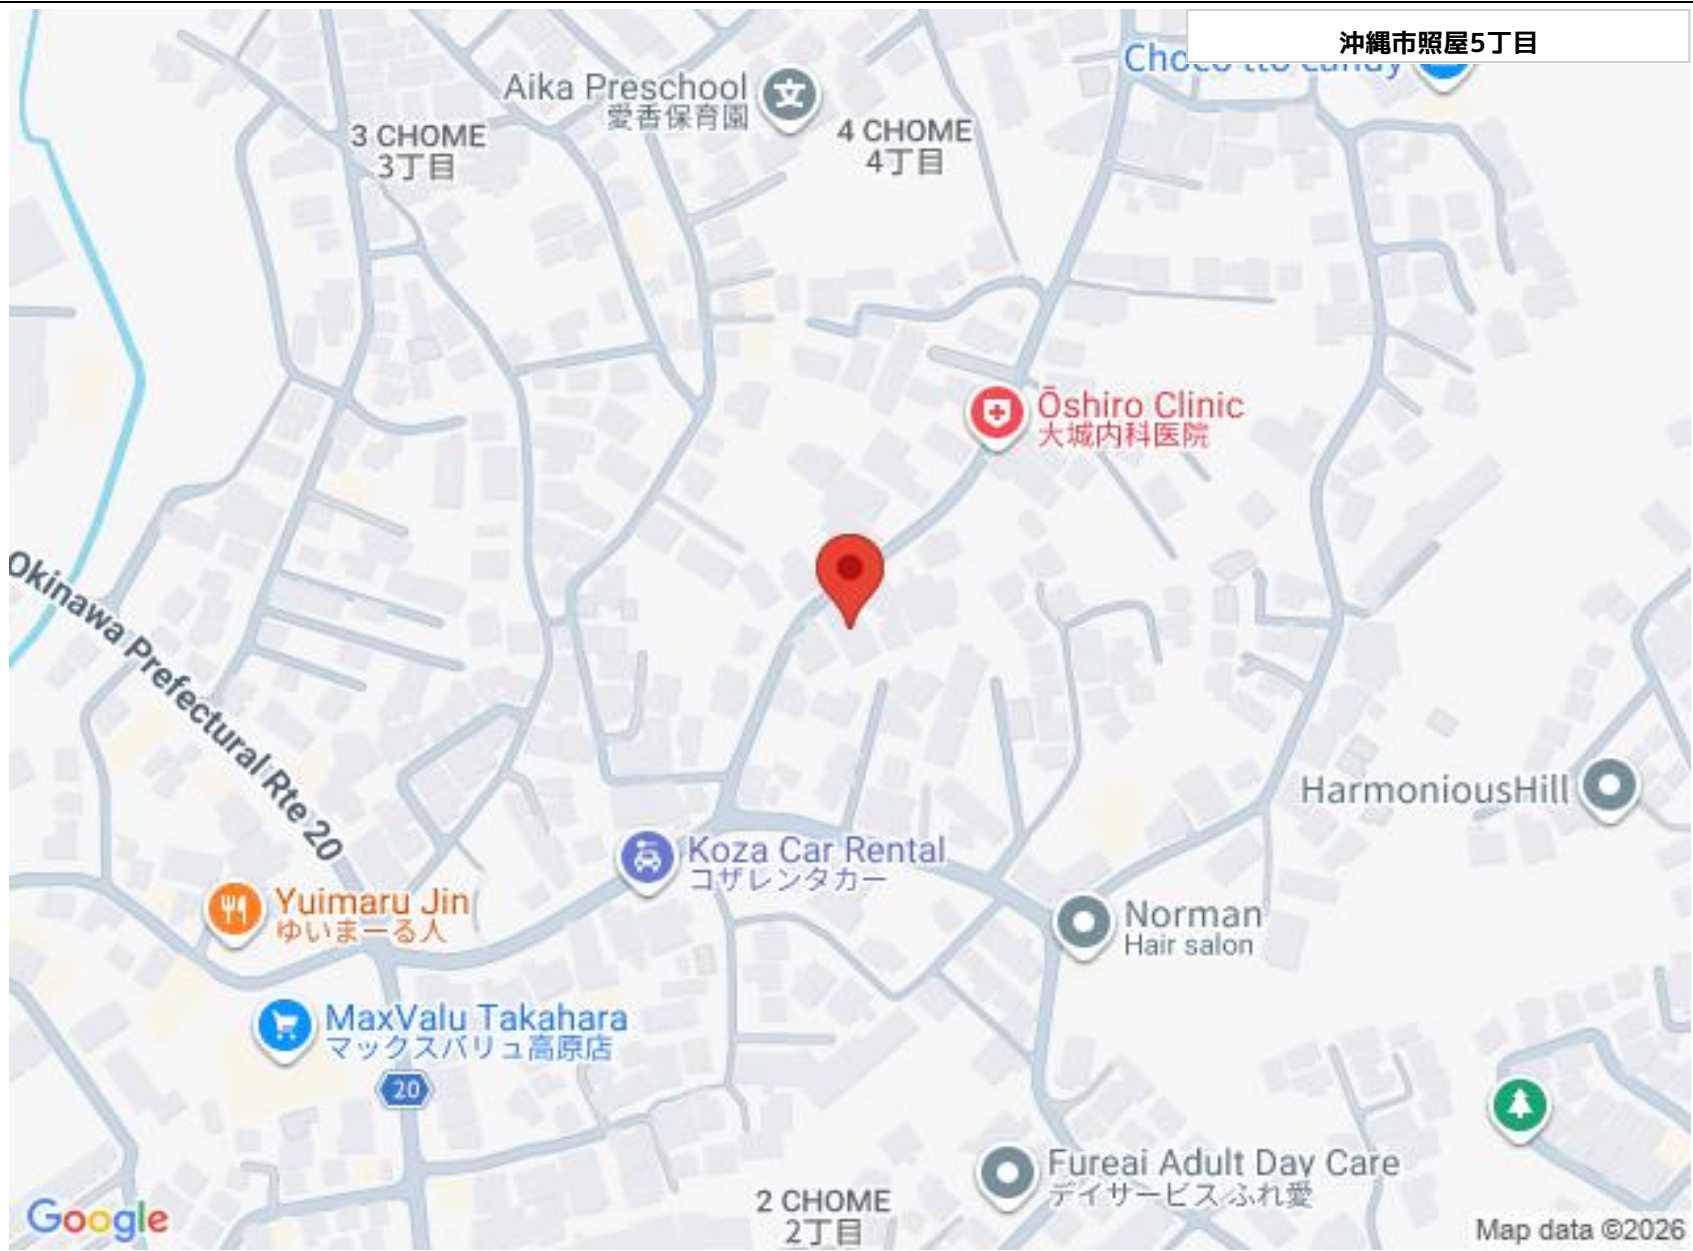 沖縄市照屋5丁目
Aika Preschool
愛香保育園
3 CHOME
3丁目
4 CHOME
4丁目
Ōshiro Clinic
大城内科医院
Okinawa Prefectural Rte 20
HarmoniousHill
Koza Car Rental
コザレンタカー
Yuimaru Jin
ゆいまーる人
Norman
Hair salon
MaxValu Takahara
マックスバリュ高原店
20
Fureai Adult Day Care
デイサービスふれ愛
2 CHOME
2丁目
Google
Map data ©2026